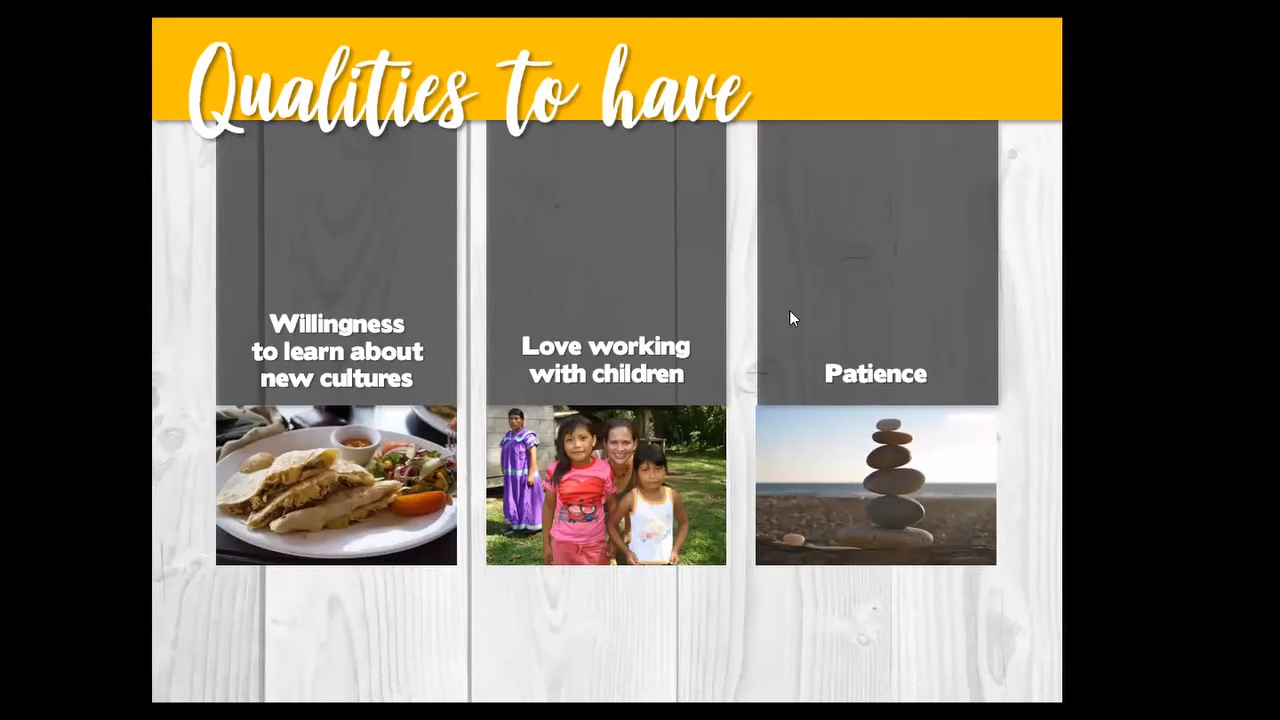 Qualities to have
Willingness
to learn about
new cultures
Love working
with children
Patience